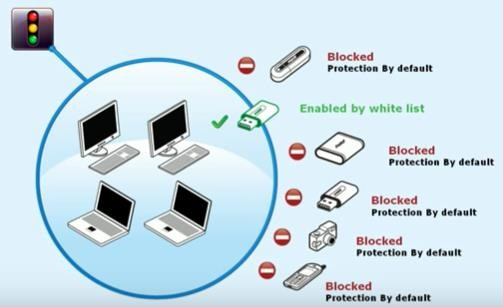 Blocked
Protection By default
Enabled by white list
Blocked
Protection By default
Blocked
Protection By default
Blocked
Protection By default
Blocked
Protection By default